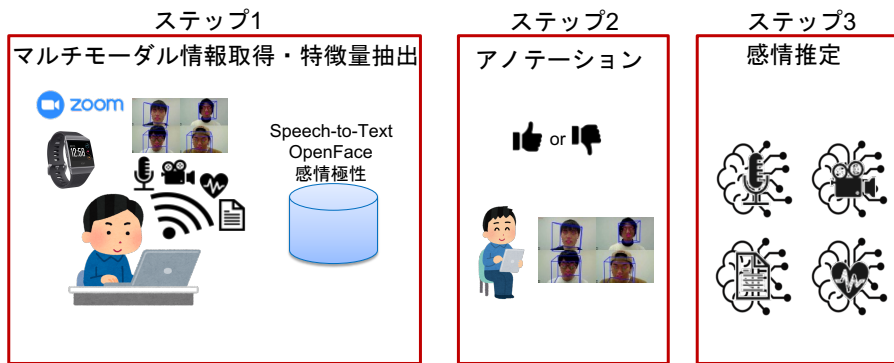 ステップ1
マルチモーダル情報取得・特徴量抽出
zoom
12:58
Speech-to-Text
OpenFace
感情極性
ステップ2
アノテーション
or
ステップ3
感情推定